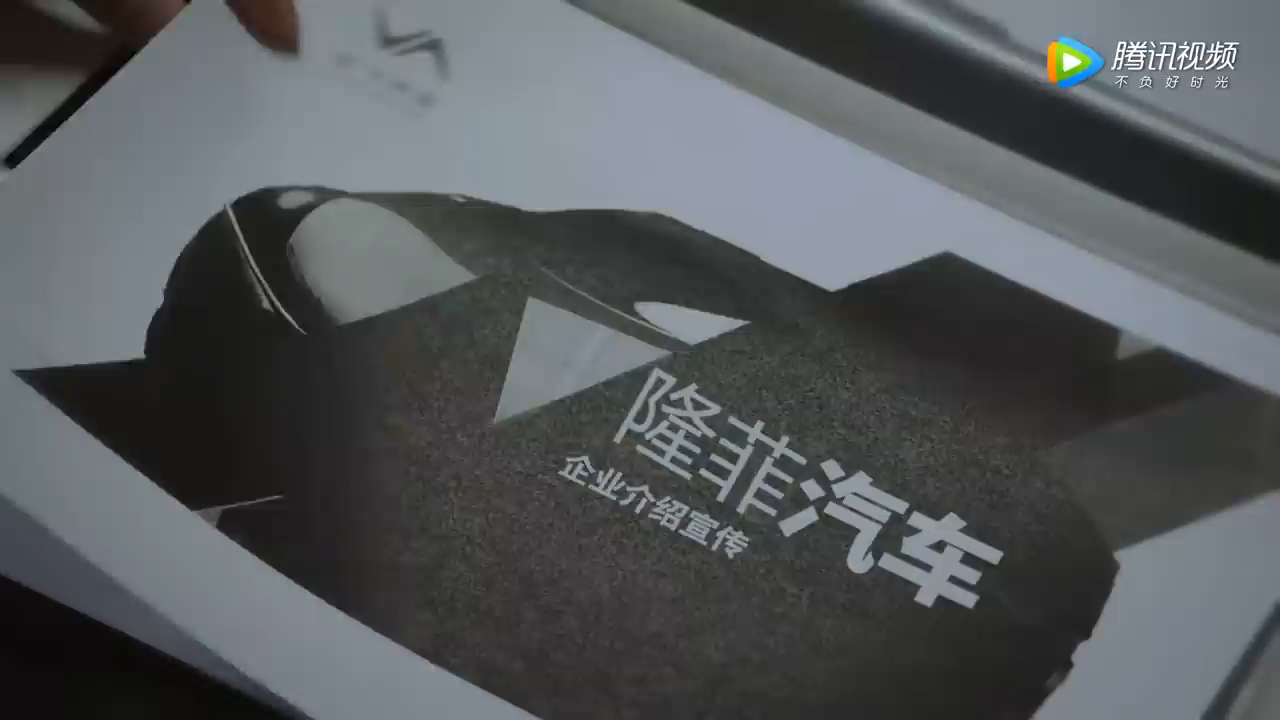 腾讯视频
不负好时光
隆菲汽车
企业介绍宣传